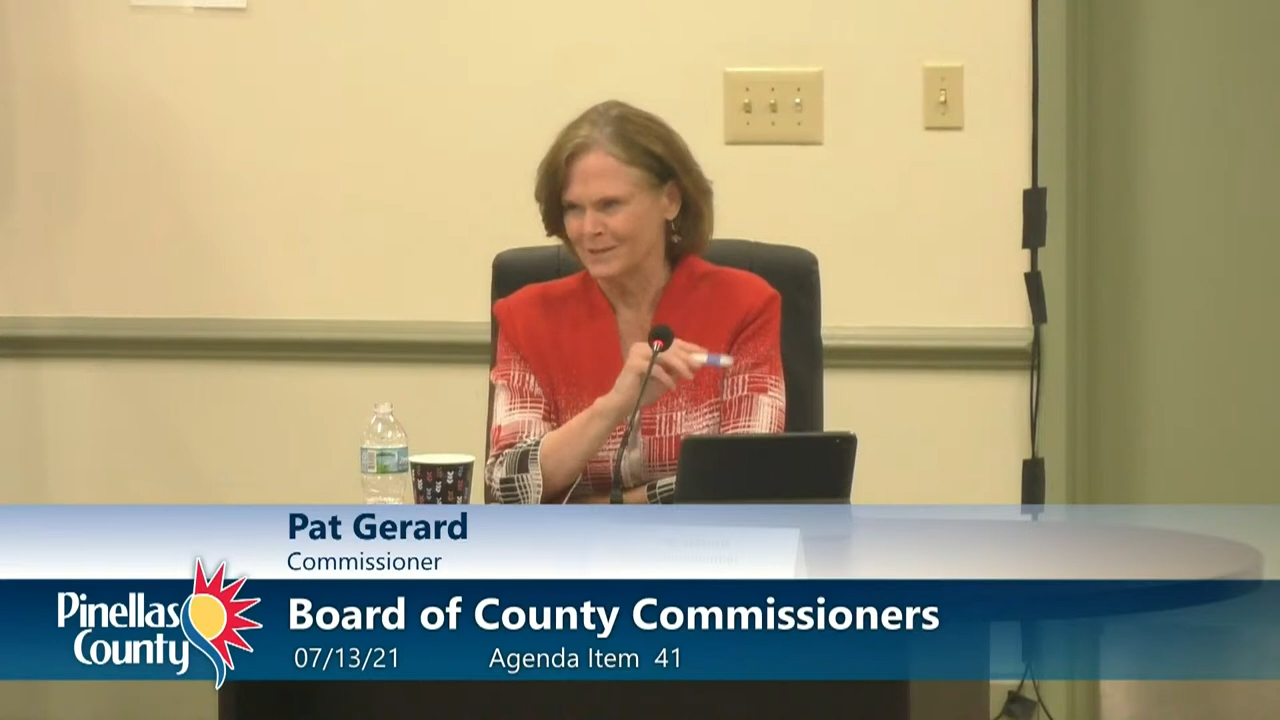 Pat Gerard
Commissioner
Pinellas
County
Board of County Commissioners
07/13/21 Agenda Item 41